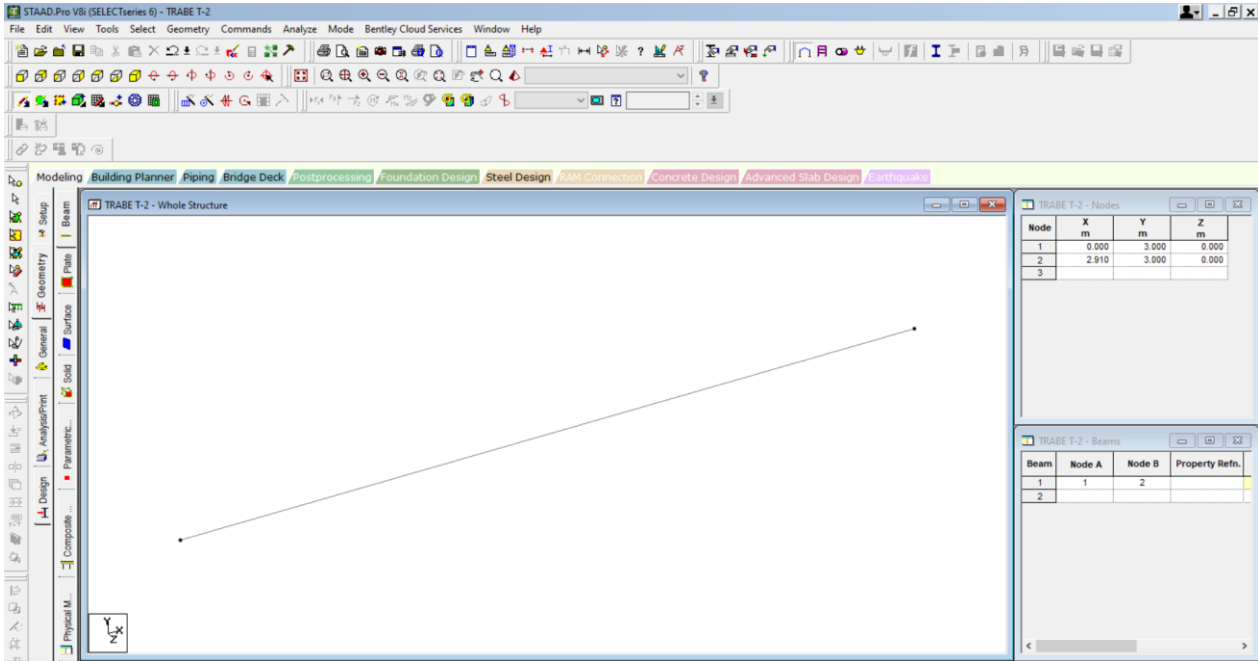 STAAD.Pro V8i (SELECTseries 6) - TRABE T-2
File Edit View Tools Select Geometry Commands Analyze Mode Bentley Cloud Services Window Help
Modeling Building Planner Piping Bridge Deck Postprocessing Foundation Design Steel Design RAM Connection Concrete Design Advanced Slab Design Earthquake
Setup
Geometry
General
Analysis/Print
Design
Beam
Plate
Surface
Solid
Parametric...
Composite ...
Physical M...
TRABE T-2 - Whole Structure
Y
X
Z
TRABE T-2 - Nodes
Node X Y Z
m m m
1 0.000 3.000 0.000
2 2.910 3.000 0.000
3
TRABE T-2 - Beams
Beam Node A Node B Property Refn.
1 1 2
2